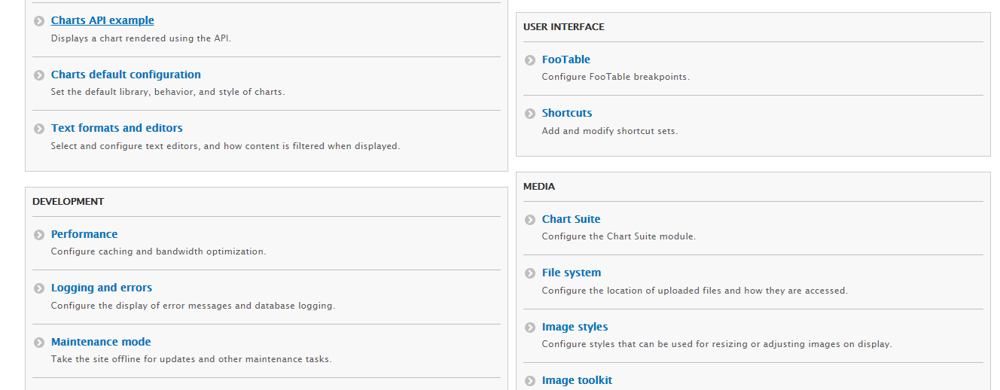 Charts API example
Displays a chart rendered using the API.
Charts default configuration
Set the default library, behavior, and style of charts.
Text formats and editors
Select and configure text editors, and how content is filtered when displayed.
DEVELOPMENT
Performance
Configure caching and bandwidth optimization.
Logging and errors
Configure the display of error messages and database logging.
Maintenance mode
Take the site offline for updates and other maintenance tasks.
USER INTERFACE
FooTable
Configure FooTable breakpoints.
Shortcuts
Add and modify shortcut sets.
MEDIA
Chart Suite
Configure the Chart Suite module.
File system
Configure the location of uploaded files and how they are accessed.
Image styles
Configure styles that can be used for resizing or adjusting images on display.
Image toolkit